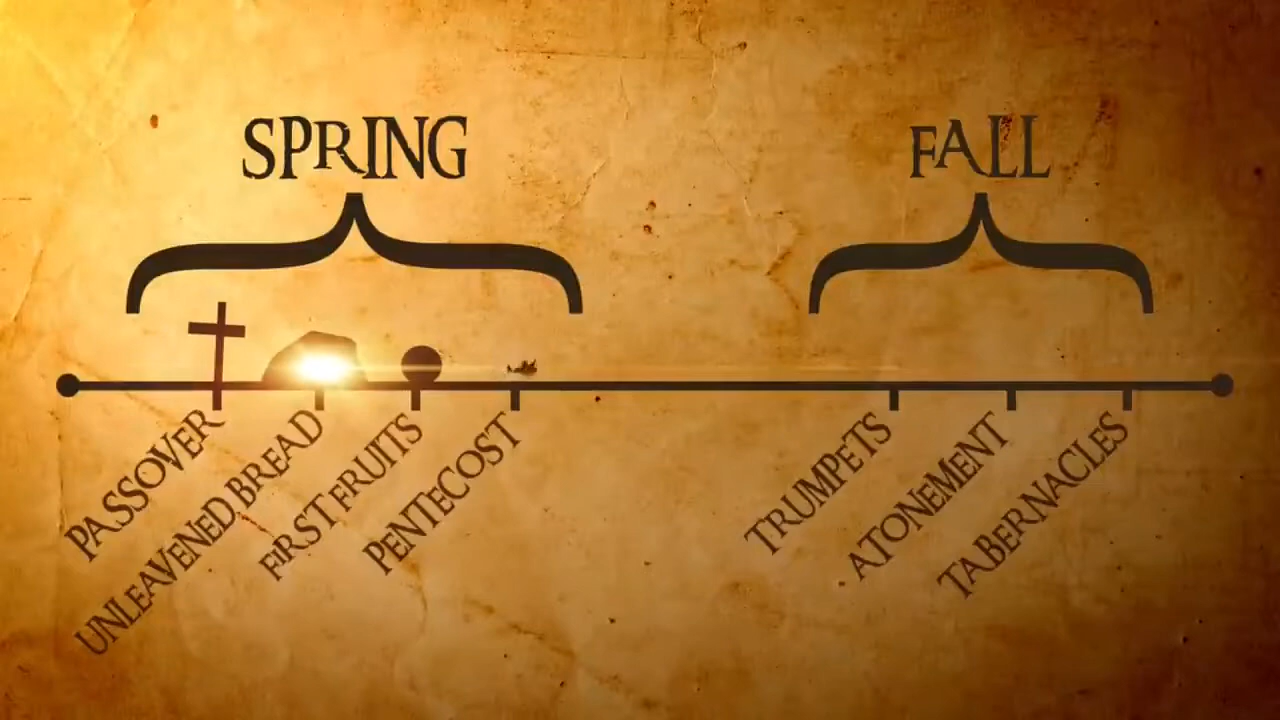 SPRING
FALL
PASSOVER
UNLEAVENED BREAD
FIRST FRUITS
PENTECOST
TRUMPETS
ATONEMENT
TABERNACLES